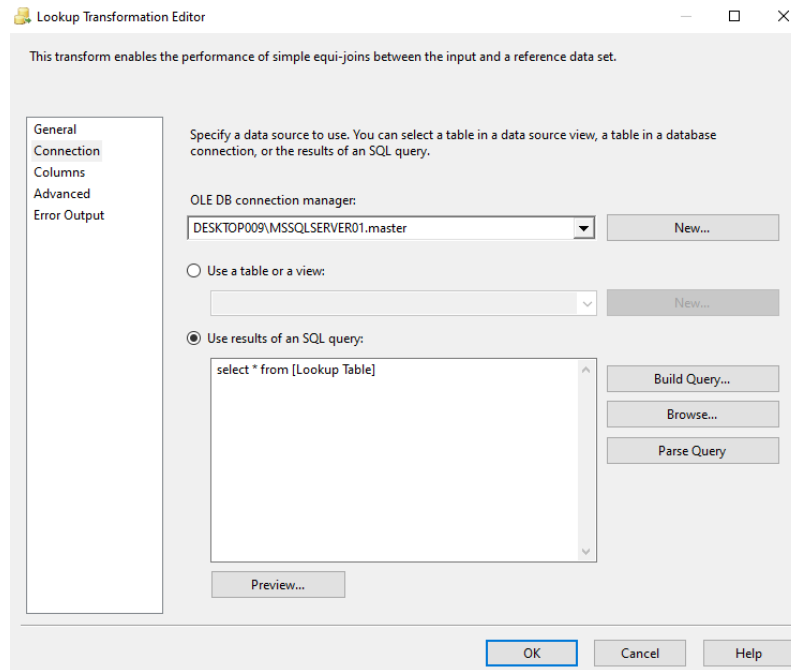 Lookup Transformation Editor
This transform enables the performance of simple equi-joins between the input and a reference data set.
General
Connection
Columns
Advanced
Error Output
Specify a data source to use. You can select a table in a data source view, a table in a database
connection, or the results of an SQL query.
OLE DB connection manager:
DESKTOP009\MSSQLSERVER01.master
New...
Use a table or a view:
New...
Use results of an SQL query:
select * from [Lookup Table]
Build Query...
Browse...
Parse Query
Preview...
OK
Cancel
Help